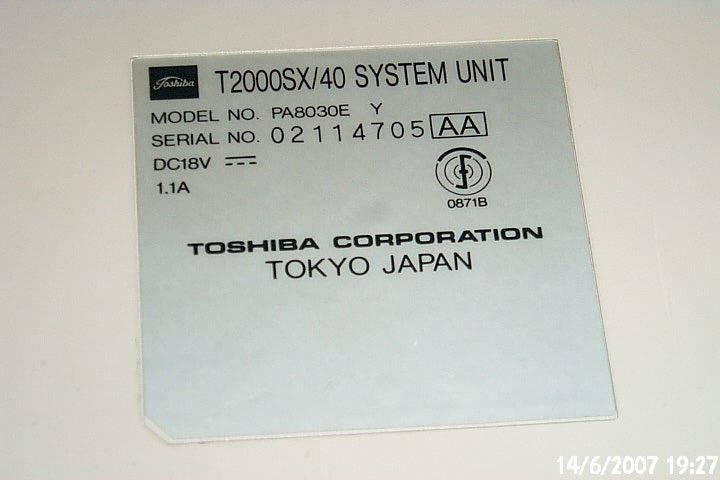 Toshiba T2000SX/40 SYSTEM UNIT
MODEL NO. PA8030E Y
SERIAL NO. 02114705 AA
DC18V
1.1A
0871B
TOSHIBA CORPORATION
TOKYO JAPAN
14/6/2007 19:27